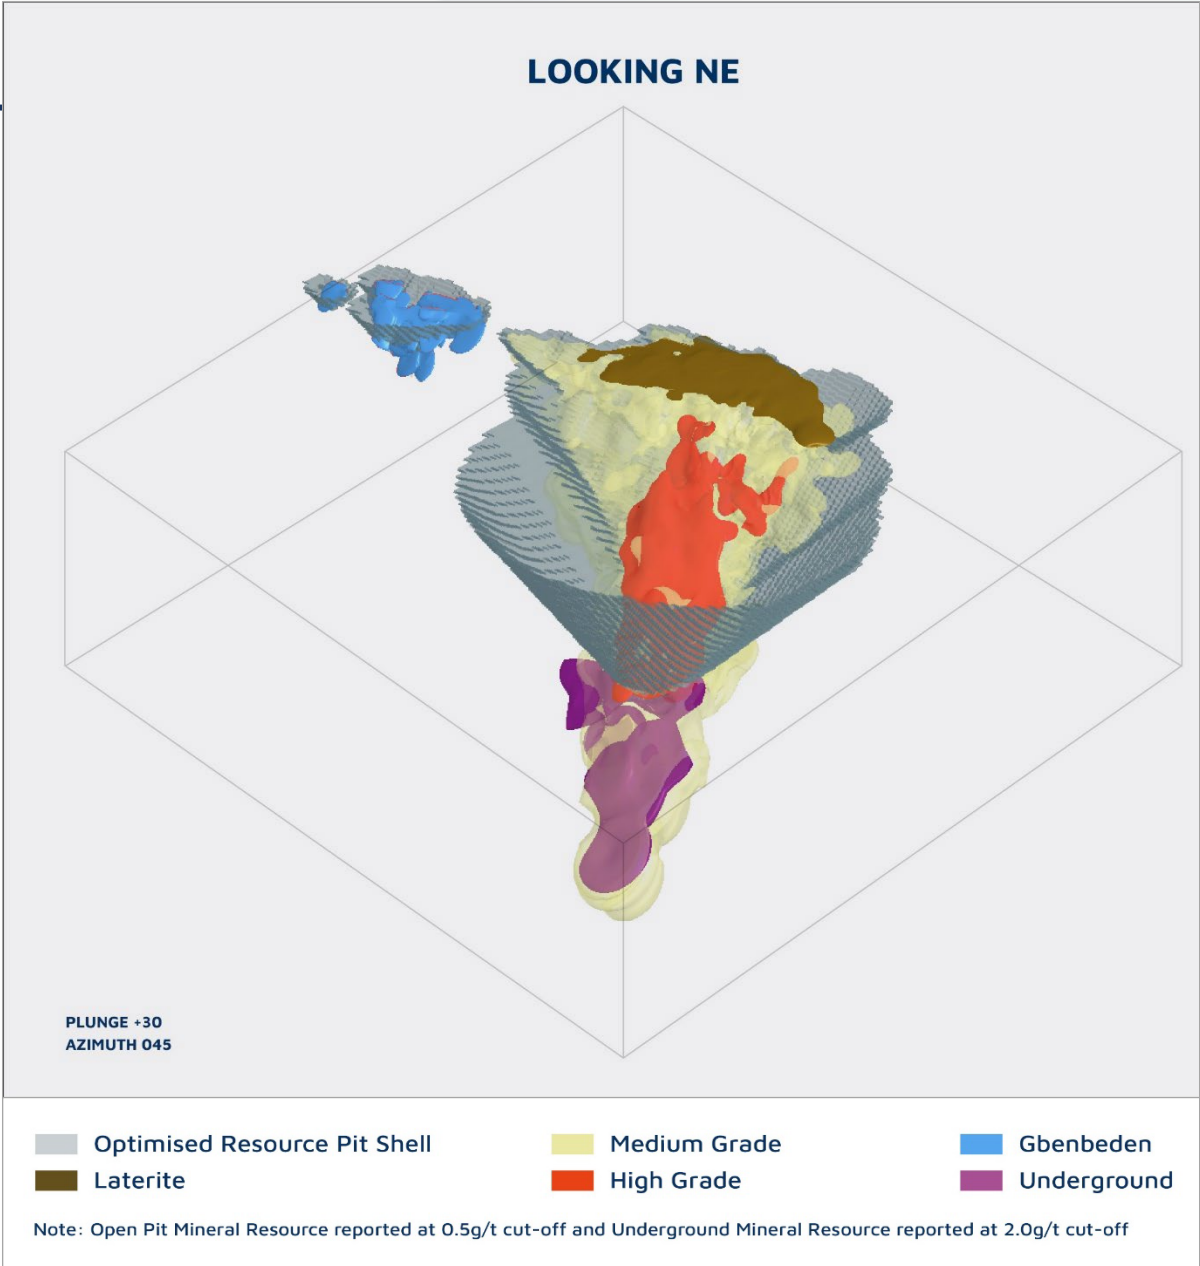 LOOKING NE
PLUNGE +30
AZIMUTH 045
Optimised Resource Pit Shell
Medium Grade
Gbenbeden
Laterite
High Grade
Underground
Note: Open Pit Mineral Resource reported at 0.5g/t cut-off and Underground Mineral Resource reported at 2.0g/t cut-off